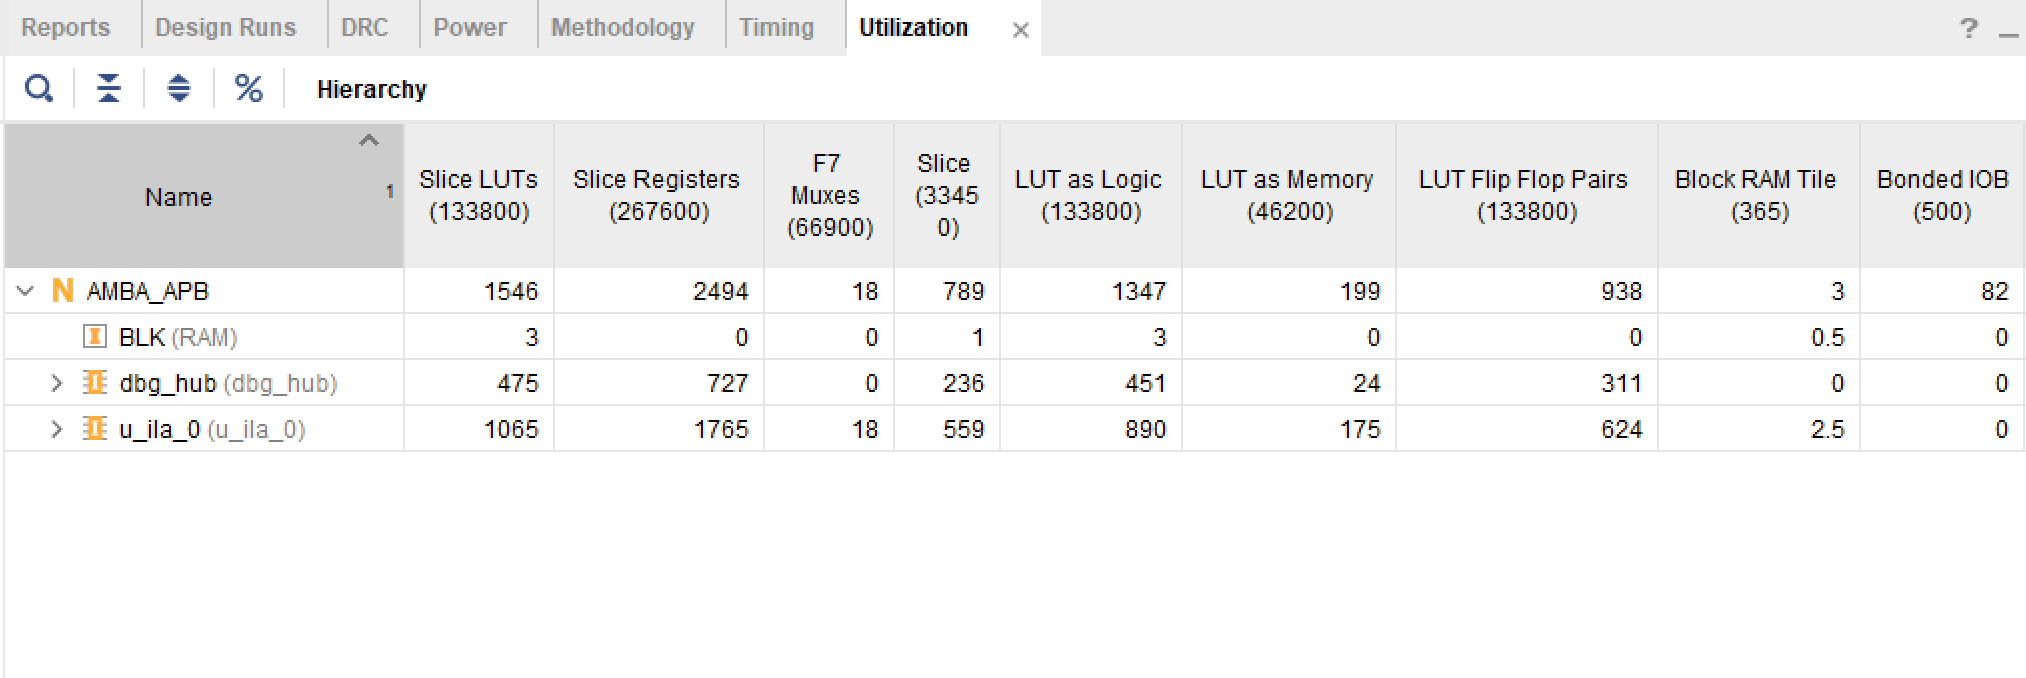 Reports Design Runs DRC Power Methodology Timing Utilization × ? _
% Hierarchy
Name 1 Slice LUTs (133800) Slice Registers (267600) F7 Muxes (66900) Slice (33450) LUT as Logic (133800) LUT as Memory (46200) LUT Flip Flop Pairs (133800) Block RAM Tile (365) Bonded IOB (500)
N AMBA_APB 1546 2494 18 789 1347 199 938 3 82
I BLK (RAM) 3 0 0 1 3 0 0 0.5 0
I dbg_hub (dbg_hub) 475 727 0 236 451 24 311 0 0
I u_ila_0 (u_ila_0) 1065 1765 18 559 890 175 624 2.5 0